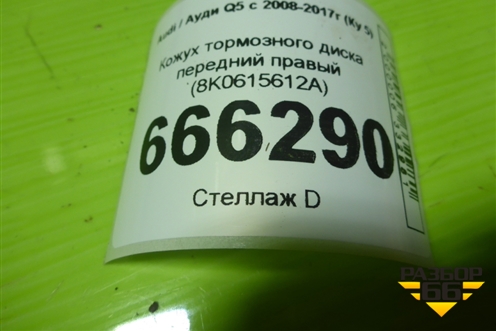 Audi / Ауди Q5 с 2008-2017г (Ку 5)
Кожух тормозного диска
передний правый
(8K0615612A)
666290
Стеллаж D
РАЗБОР
66